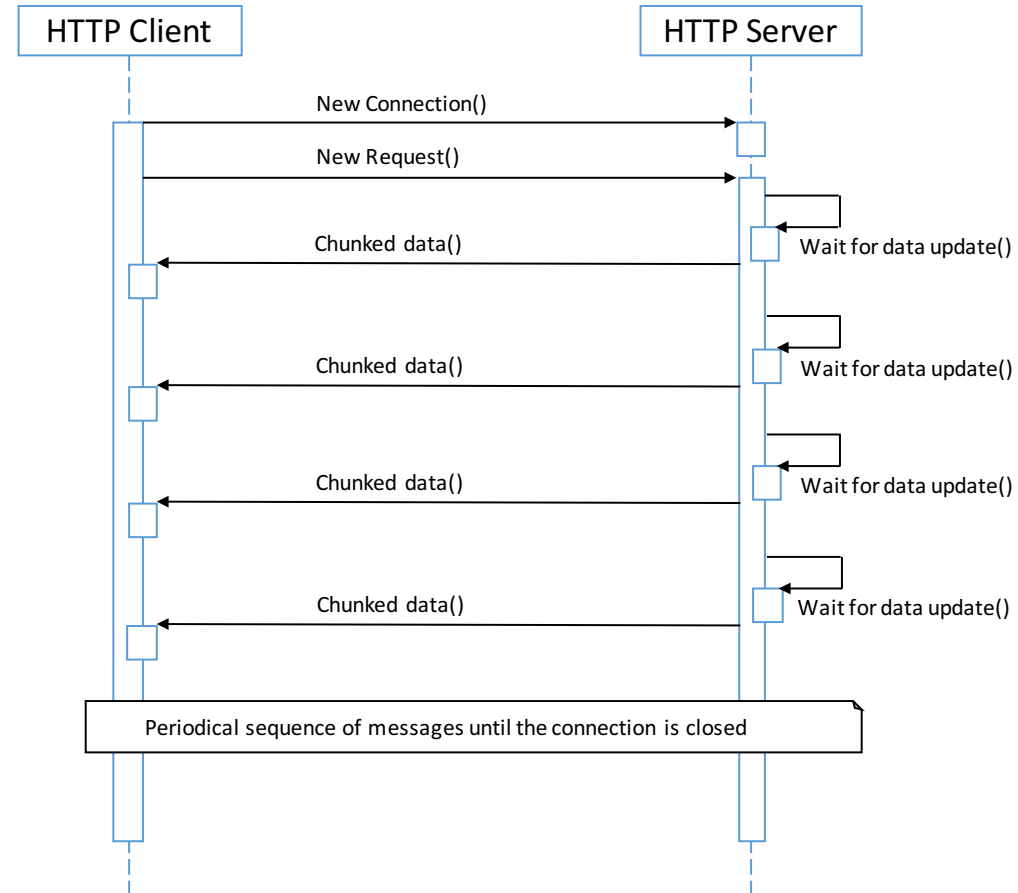 HTTP Client
HTTP Server
New Connection()
New Request()
Chunked data()
Wait for data update()
Chunked data()
Wait for data update()
Chunked data()
Wait for data update()
Chunked data()
Wait for data update()
Periodical sequence of messages until the connection is closed